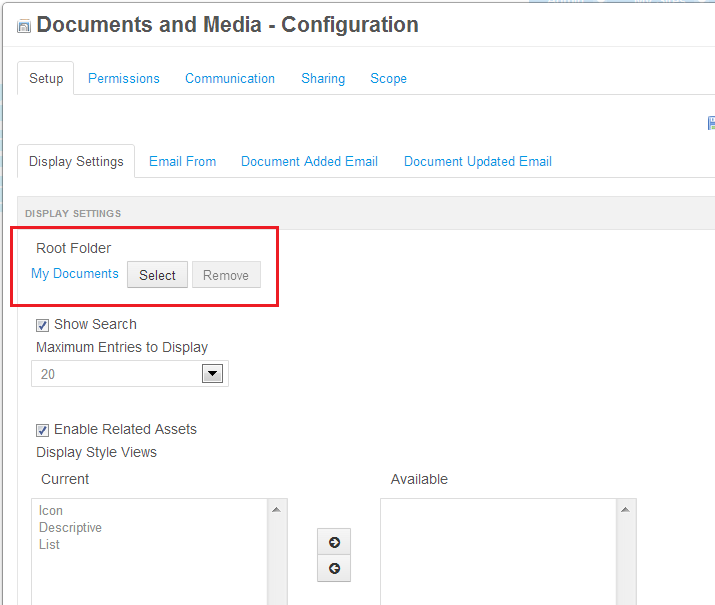 Documents and Media - Configuration
Setup Permissions Communication Sharing Scope
Display Settings Email From Document Added Email Document Updated Email
DISPLAY SETTINGS
Root Folder
My Documents Select Remove
Show Search
Maximum Entries to Display
20
Enable Related Assets
Display Style Views
Current Available
Icon
Descriptive
List